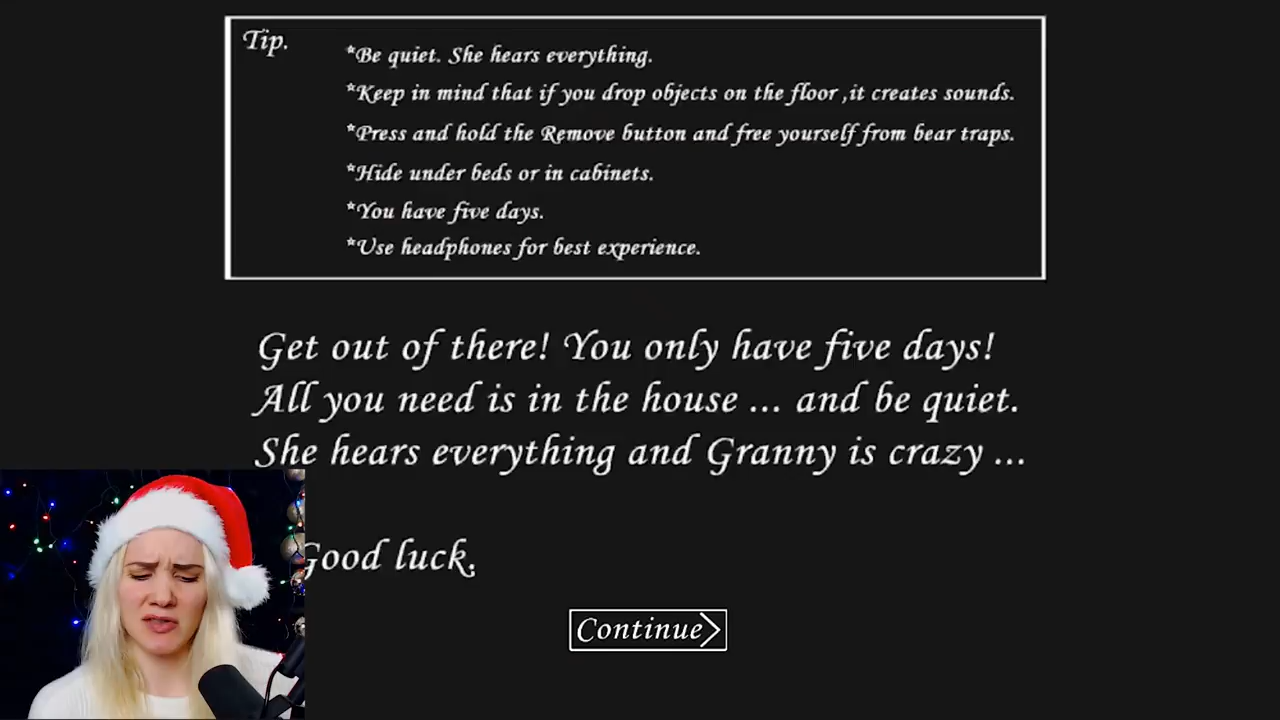 Tip.
*Be quiet. She hears everything.
*Keep in mind that if you drop objects on the floor ,it creates sounds.
*Press and hold the Remove button and free yourself from bear traps.
*Hide under beds or in cabinets.
*You have five days.
*Use headphones for best experience.
Get out of there! You only have five days!
All you need is in the house ... and be quiet.
She hears everything and Granny is crazy ...
Good luck.
Continue>